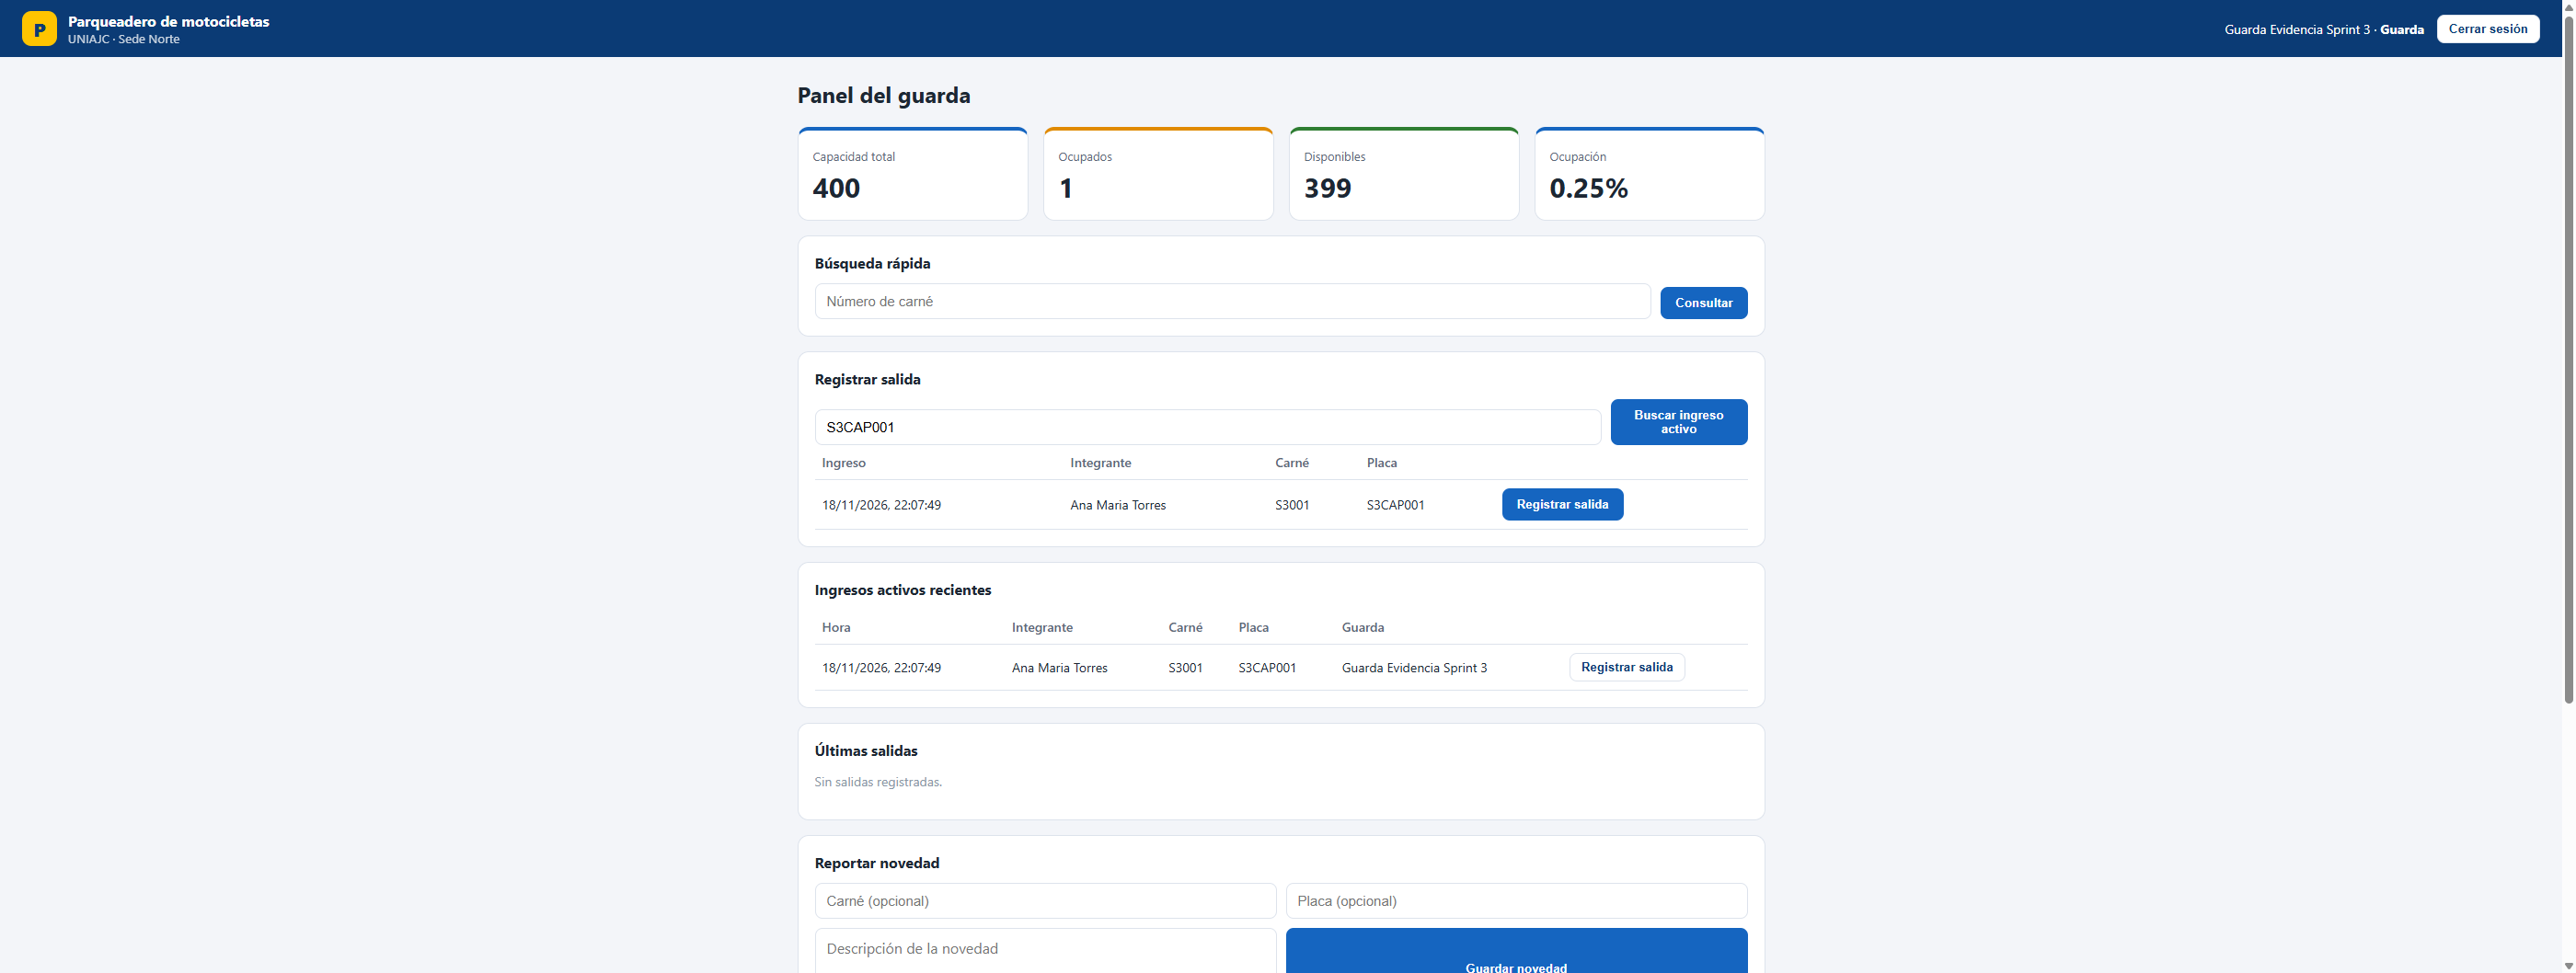 P
Parqueadero de motocicletas
UNIAJC · Sede Norte
Guarda Evidencia Sprint 3 · Guarda
Cerrar sesión
Panel del guarda
Capacidad total
400
Ocupados
1
Disponibles
399
Ocupación
0.25%
Búsqueda rápida
Número de carné
Consultar
Registrar salida
S3CAP001
Buscar ingreso
activo
Ingreso Integrante Carné Placa
18/11/2026, 22:07:49 Ana Maria Torres S3001 S3CAP001 Registrar salida
Ingresos activos recientes
Hora Integrante Carné Placa Guarda
18/11/2026, 22:07:49 Ana Maria Torres S3001 S3CAP001 Guarda Evidencia Sprint 3 Registrar salida
Últimas salidas
Sin salidas registradas.
Reportar novedad
Carné (opcional)
Placa (opcional)
Descripción de la novedad
Guardar novedad